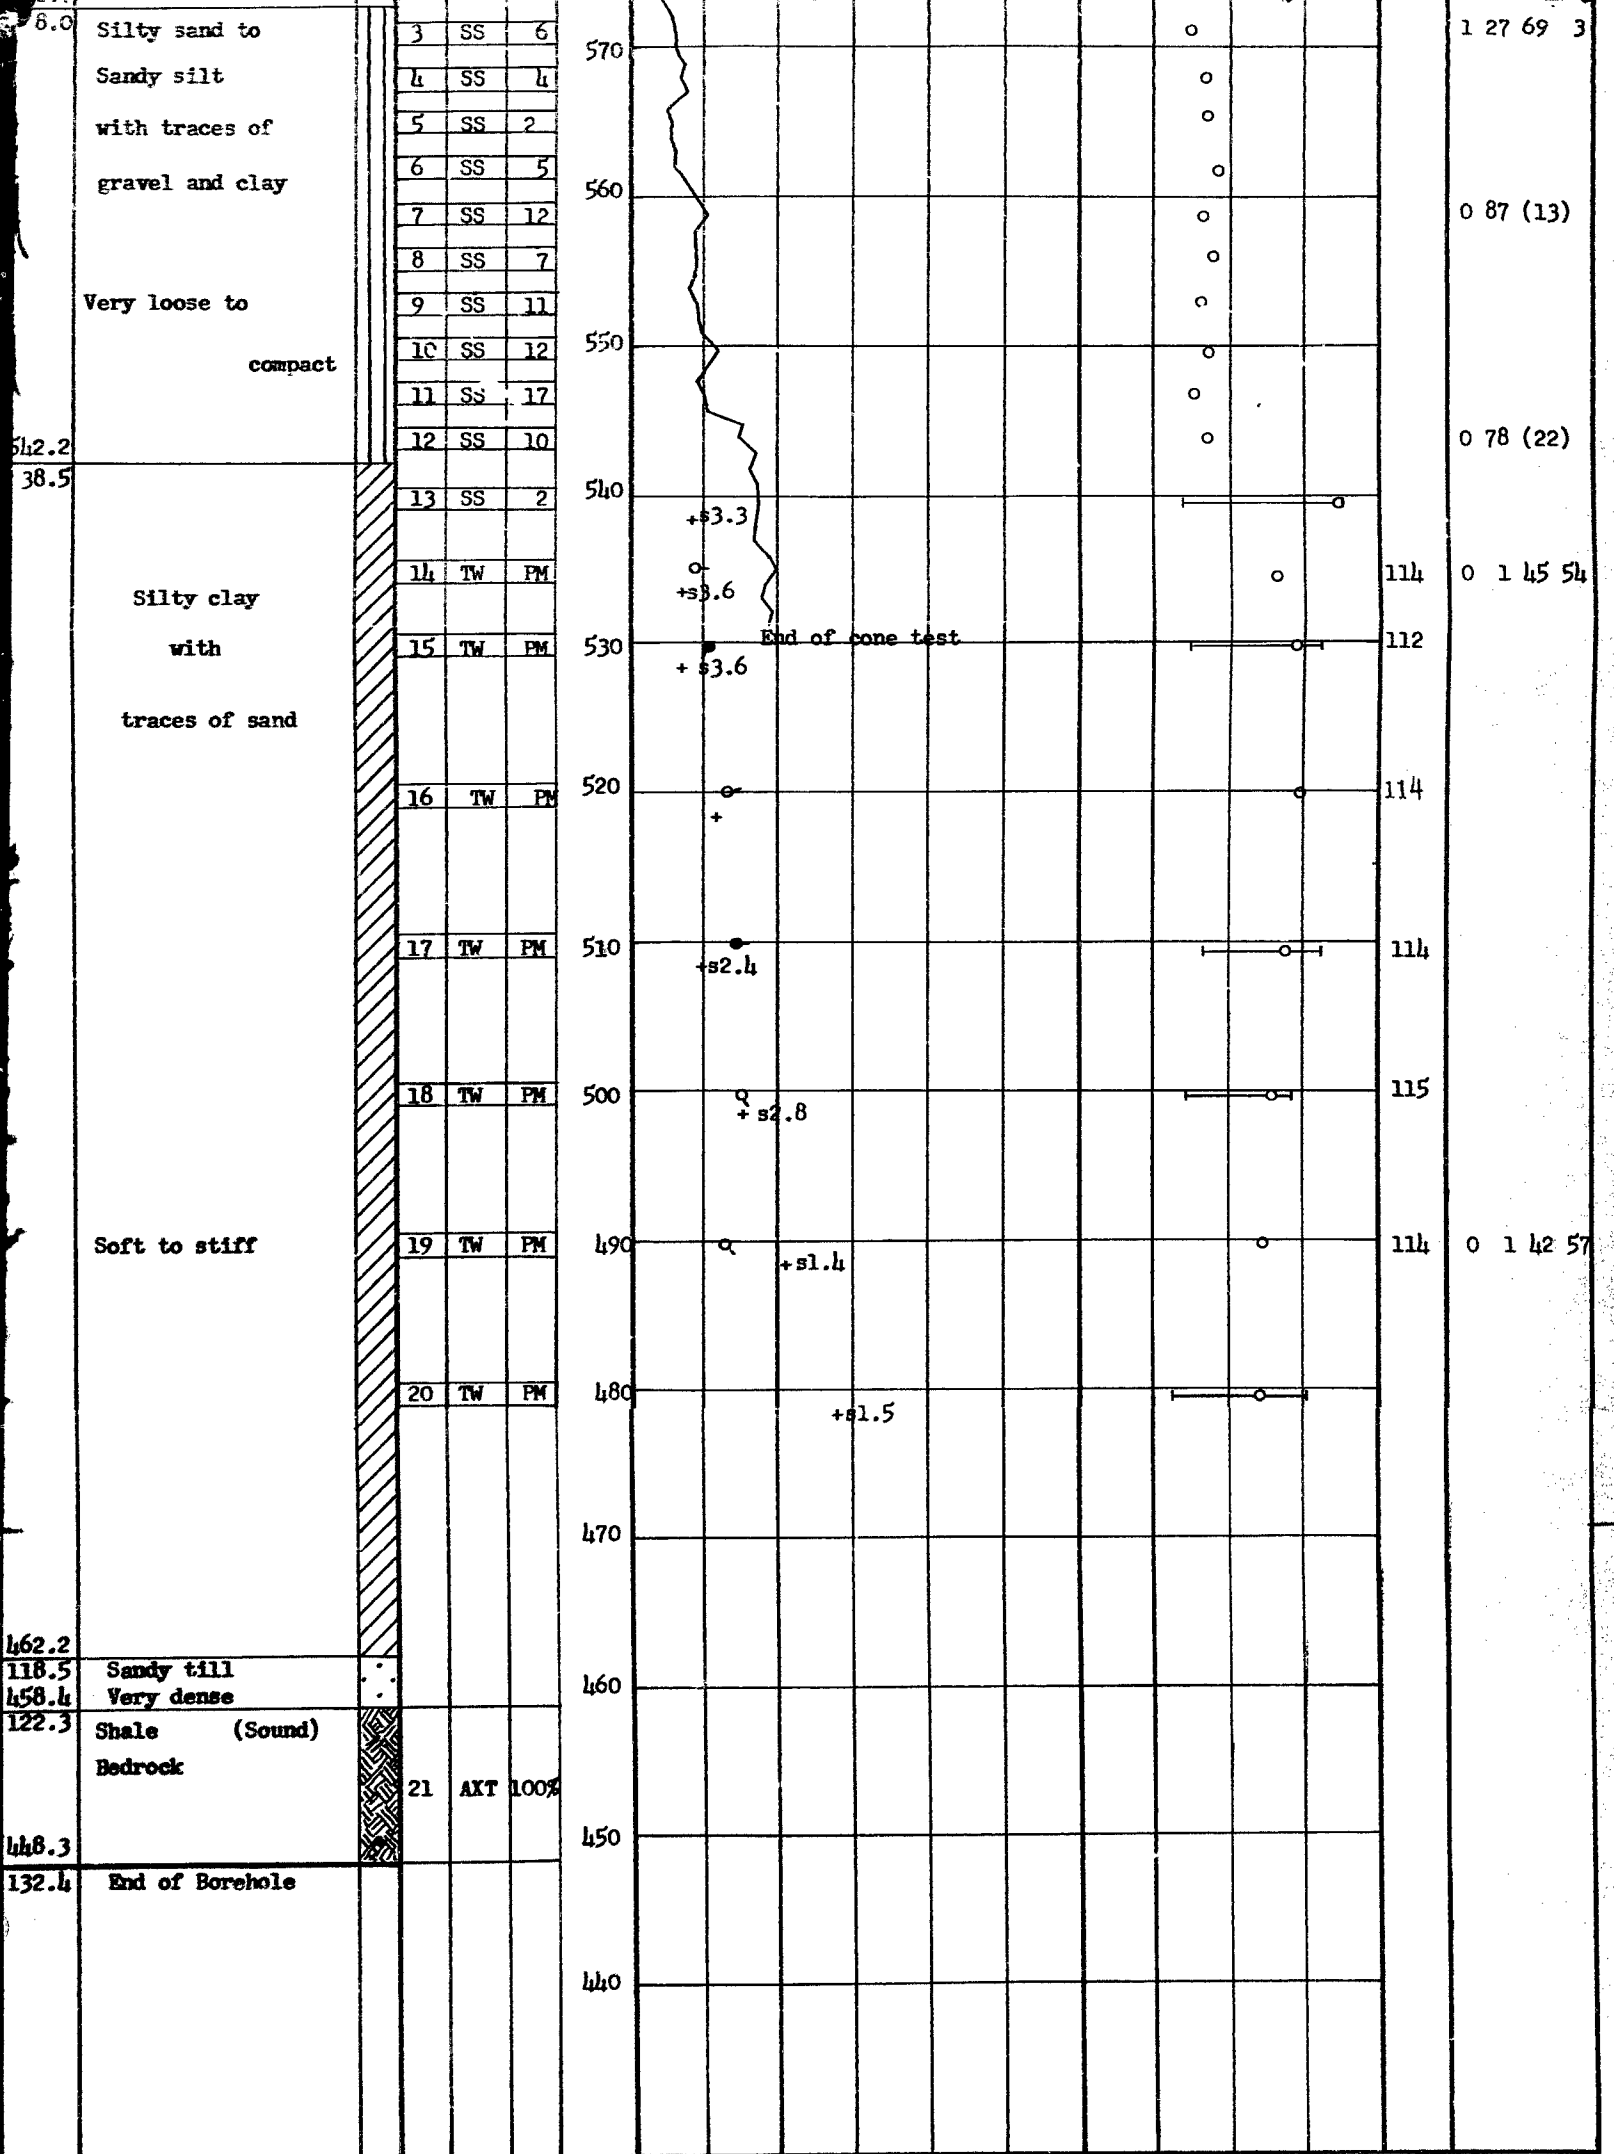 8.0 Silty sand to 3 SS 6 1 27 69 3
570
Sandy silt 4 SS 4
with traces of 5 SS 2
gravel and clay 6 SS 5
560
7 SS 12 0 87 (13)
8 SS 7
Very loose to 9 SS 11
550
compact 10 SS 12
11 SS 17
542.2 12 SS 10 0 78 (22)
38.5
540
13 SS 2
+s3.3
14 TW PM 114 0 1 45 54
Silty clay +s3.6
with 15 TW PM 530 End of cone test 112
+ s3.6
traces of sand
16 TW PM 520 114
+
17 TW PM 510 114
+s2.4
18 TW PM 500 115
+ s2.8
Soft to stiff 19 TW PM 490 114 0 1 42 57
+s1.4
20 TW PM 480
+s1.5
470
462.2
118.5 Sandy till
460
458.4 Very dense
122.3 Shale (Sound)
Bedrock
21 AXT 100%
450
448.3
132.4 End of Borehole
440